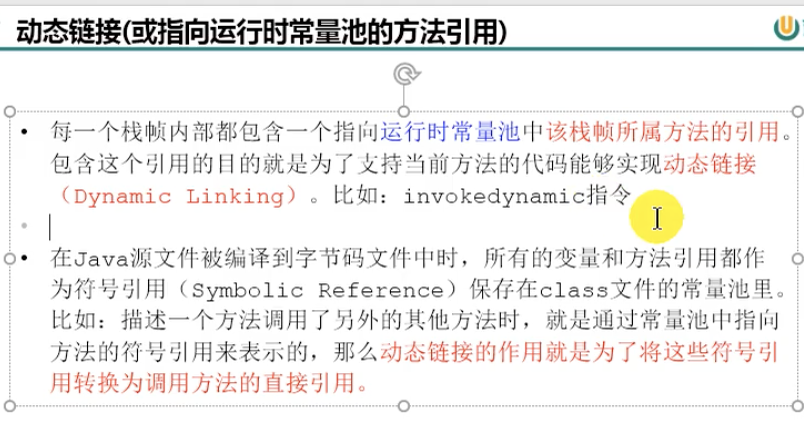 动态链接(或指向运行时常量池的方法引用)
• 每一个栈帧内部都包含一个指向运行时常量池中该栈帧所属方法的引用。
包含这个引用的目的就是为了支持当前方法的代码能够实现动态链接
（Dynamic Linking）。比如：invokedynamic指令
• 在Java源文件被编译到字节码文件中时，所有的变量和方法引用都作
为符号引用（Symbolic Reference）保存在class文件的常量池里。
比如：描述一个方法调用了另外的其他方法时，就是通过常量池中指向
方法的符号引用来表示的，那么动态链接的作用就是为了将这些符号引
用转换为调用方法的直接引用。